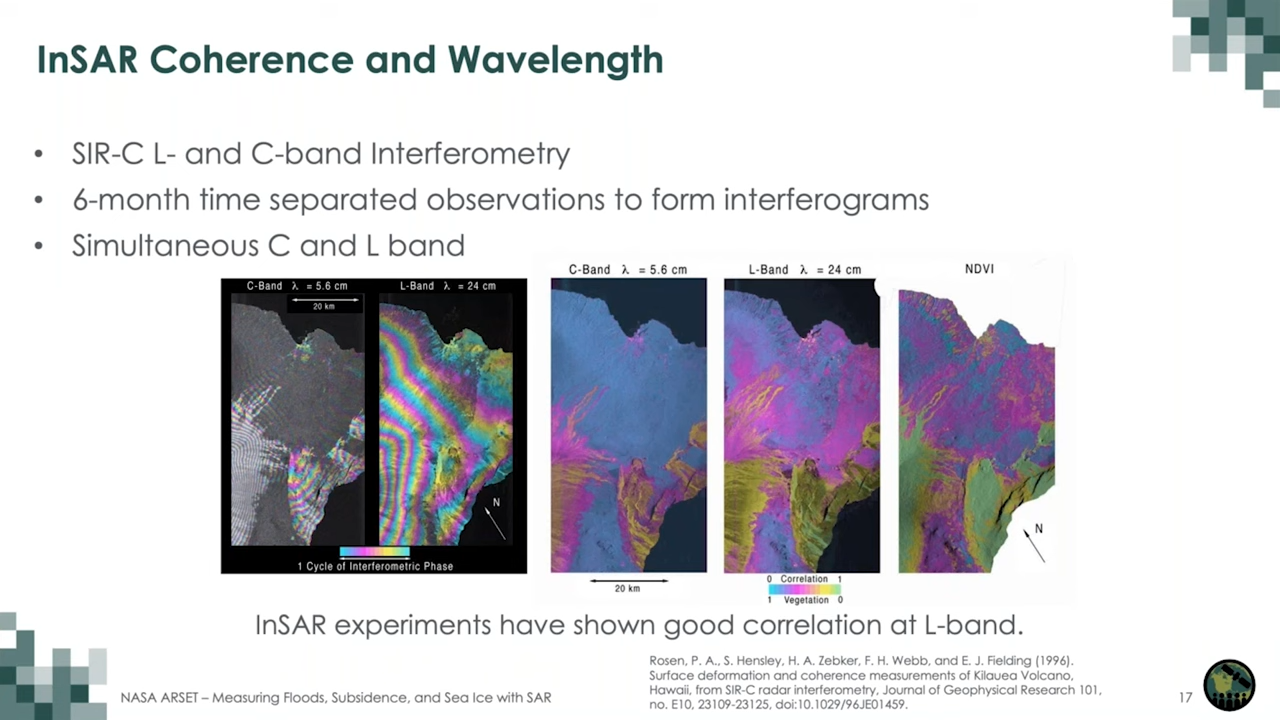 InSAR Coherence and Wavelength
• SIR-C L- and C-band Interferometry
• 6-month time separated observations to form interferograms
• Simultaneous C and L band
C-Band λ = 5.6 cm
L-Band λ = 24 cm
20 km
N
1 Cycle of Interferometric Phase
C-Band λ = 5.6 cm
L-Band λ = 24 cm
NDVI
N
20 km
0 Correlation 1
1 Vegetation 0
InSAR experiments have shown good correlation at L-band.
Rosen, P. A., S. Hensley, H. A. Zebker, F. H. Webb, and E. J. Fielding (1996).
Surface deformation and coherence measurements of Kilauea Volcano,
Hawaii, from SIR-C radar interferometry, Journal of Geophysical Research 101,
no. E10, 23109-23125, doi:10.1029/96JE01459.
NASA ARSET – Measuring Floods, Subsidence, and Sea Ice with SAR
17